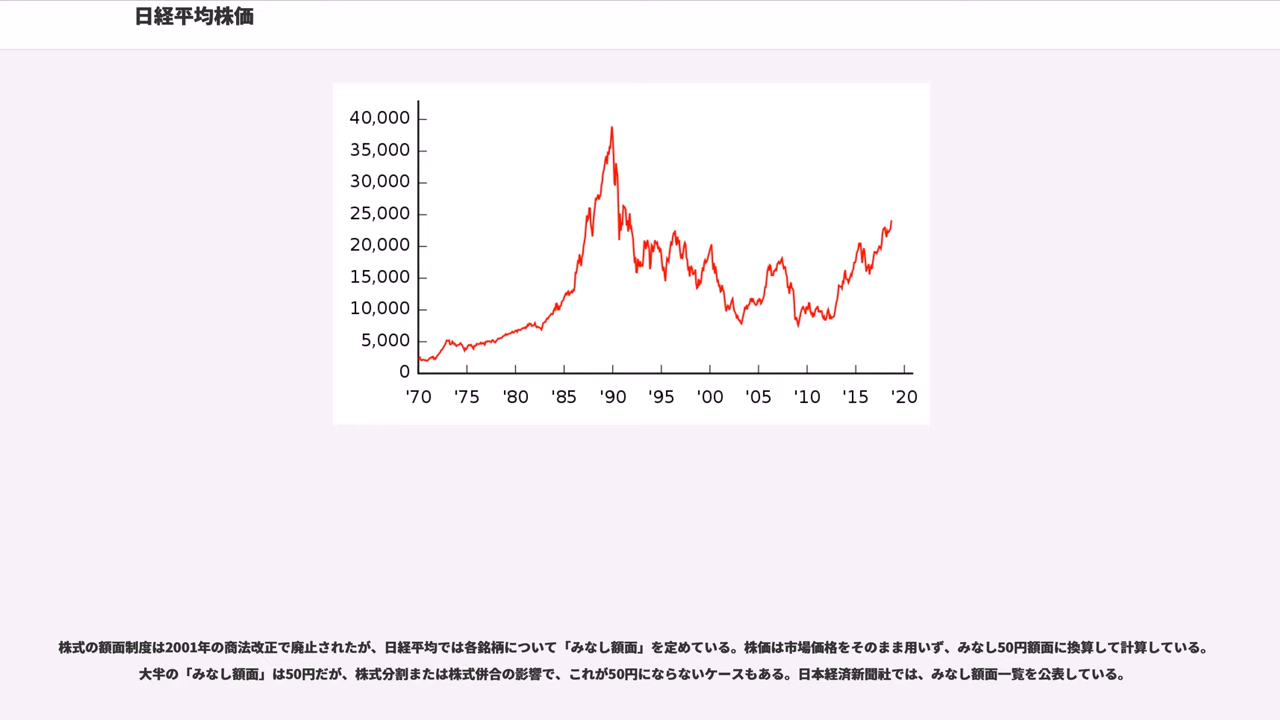 日経平均株価
40,000
35,000
30,000
25,000
20,000
15,000
10,000
5,000
0
'70 '75 '80 '85 '90 '95 '00 '05 '10 '15 '20
株式の額面制度は2001年の商法改正で廃止されたが、日経平均では各銘柄について「みなし額面」を定めている。株価は市場価格をそのまま用いず、みなし50円額面に換算して計算している。
大半の「みなし額面」は50円だが、株式分割または株式併合の影響で、これが50円にならないケースもある。日本経済新聞社では、みなし額面一覧を公表している。